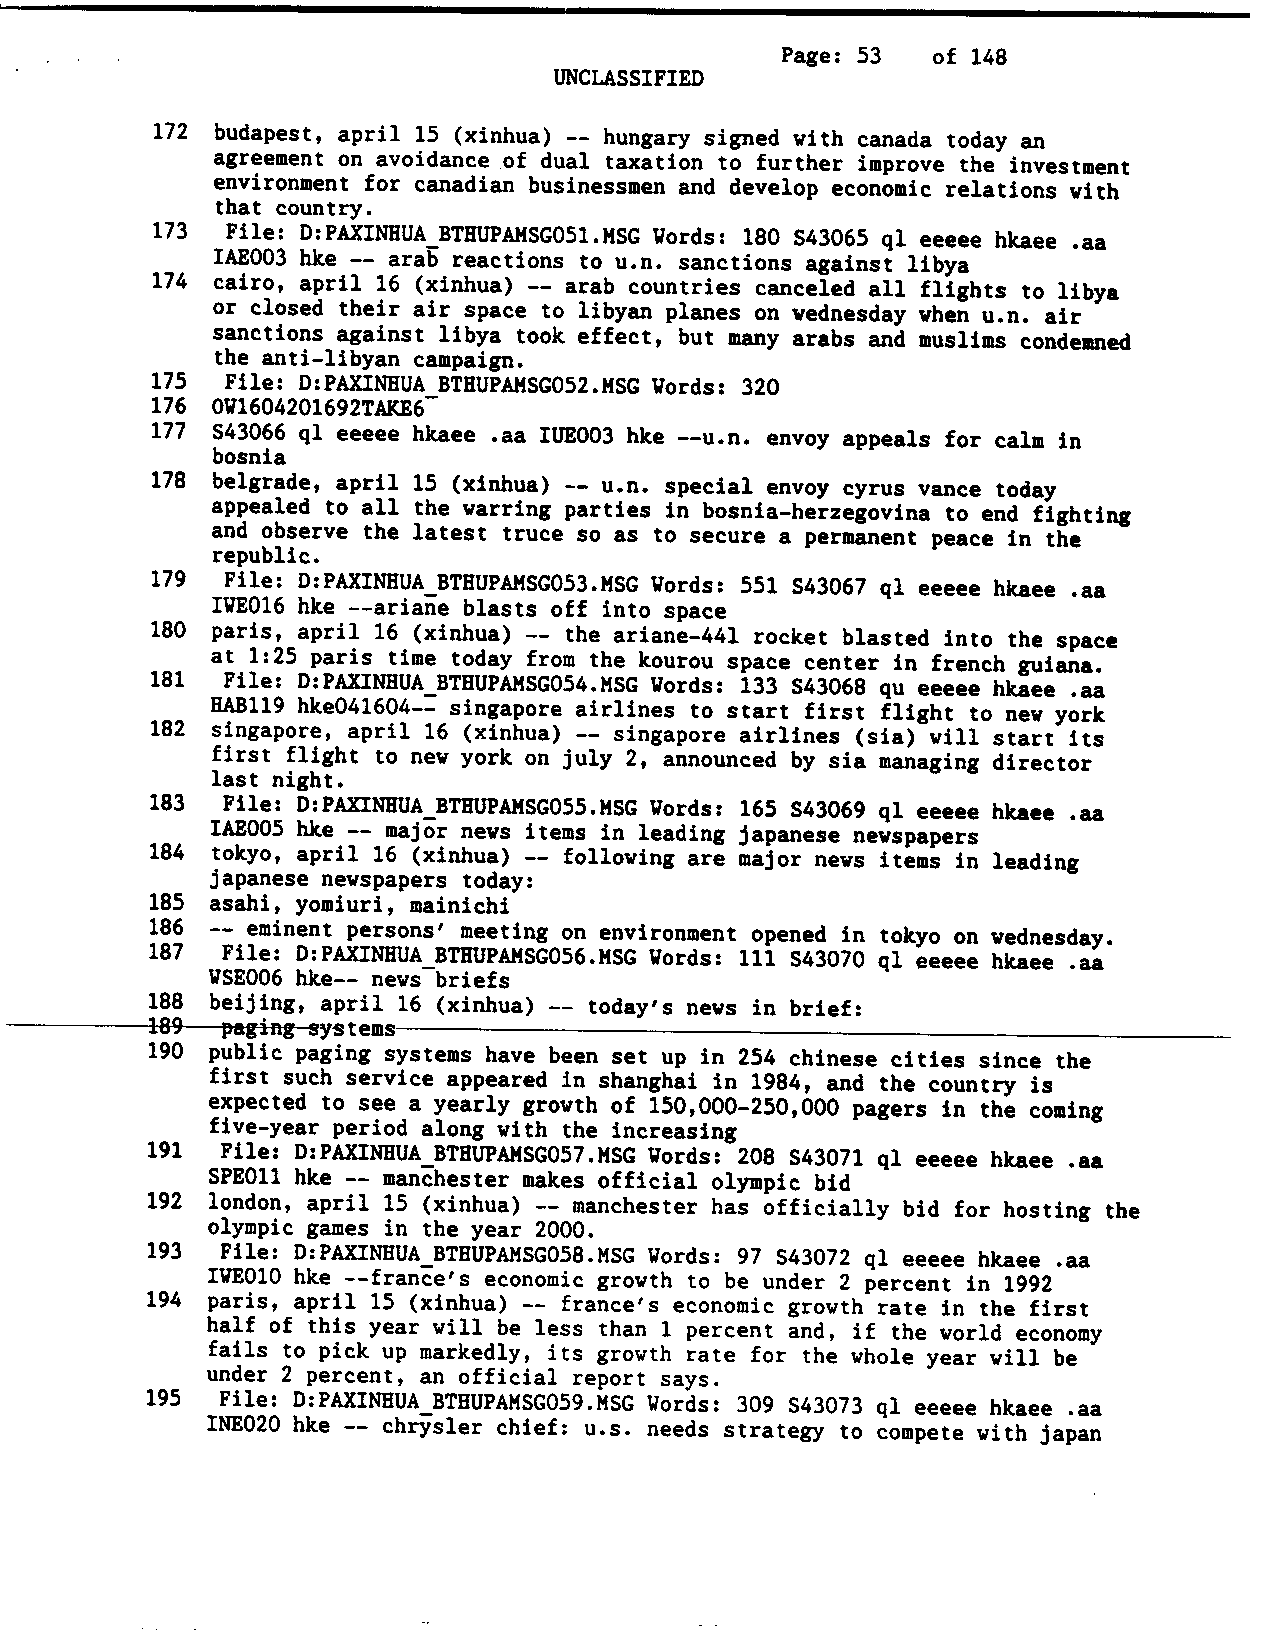 Page: 53 of 148
UNCLASSIFIED
172 budapest, april 15 (xinhua) -- hungary signed with canada today an
agreement on avoidance of dual taxation to further improve the investment
environment for canadian businessmen and develop economic relations with
that country.
173 File: D:PAXINHUA_BTHUPAMSG051.MSG Words: 180 S43065 ql eeeee hkaee .aa
IAE003 hke -- arab reactions to u.n. sanctions against libya
174 cairo, april 16 (xinhua) -- arab countries canceled all flights to libya
or closed their air space to libyan planes on wednesday when u.n. air
sanctions against libya took effect, but many arabs and muslims condemned
the anti-libyan campaign.
175 File: D:PAXINHUA_BTHUPAMSG052.MSG Words: 320
176 OW1604201692TAKE6
177 S43066 ql eeeee hkaee .aa IUE003 hke --u.n. envoy appeals for calm in
bosnia
178 belgrade, april 15 (xinhua) -- u.n. special envoy cyrus vance today
appealed to all the warring parties in bosnia-herzegovina to end fighting
and observe the latest truce so as to secure a permanent peace in the
republic.
179 File: D:PAXINHUA_BTHUPAMSG053.MSG Words: 551 S43067 ql eeeee hkaee .aa
IWE016 hke --ariane blasts off into space
180 paris, april 16 (xinhua) -- the ariane-44l rocket blasted into the space
at 1:25 paris time today from the kourou space center in french guiana.
181 File: D:PAXINHUA_BTHUPAMSG054.MSG Words: 133 S43068 qu eeeee hkaee .aa
HAB119 hke041604-- singapore airlines to start first flight to new york
182 singapore, april 16 (xinhua) -- singapore airlines (sia) will start its
first flight to new york on july 2, announced by sia managing director
last night.
183 File: D:PAXINHUA_BTHUPAMSG055.MSG Words: 165 S43069 ql eeeee hkaee .aa
IAE005 hke -- major news items in leading japanese newspapers
184 tokyo, april 16 (xinhua) -- following are major news items in leading
japanese newspapers today:
185 asahi, yomiuri, mainichi
186 -- eminent persons' meeting on environment opened in tokyo on wednesday.
187 File: D:PAXINHUA_BTHUPAMSG056.MSG Words: 111 S43070 ql eeeee hkaee .aa
WSE006 hke-- news briefs
188 beijing, april 16 (xinhua) -- today's news in brief:
189 paging systems
190 public paging systems have been set up in 254 chinese cities since the
first such service appeared in shanghai in 1984, and the country is
expected to see a yearly growth of 150,000-250,000 pagers in the coming
five-year period along with the increasing
191 File: D:PAXINHUA_BTHUPAMSG057.MSG Words: 208 S43071 ql eeeee hkaee .aa
SPE011 hke -- manchester makes official olympic bid
192 london, april 15 (xinhua) -- manchester has officially bid for hosting the
olympic games in the year 2000.
193 File: D:PAXINHUA_BTHUPAMSG058.MSG Words: 97 S43072 ql eeeee hkaee .aa
IWE010 hke --france's economic growth to be under 2 percent in 1992
194 paris, april 15 (xinhua) -- france's economic growth rate in the first
half of this year will be less than 1 percent and, if the world economy
fails to pick up markedly, its growth rate for the whole year will be
under 2 percent, an official report says.
195 File: D:PAXINHUA_BTHUPAMSG059.MSG Words: 309 S43073 ql eeeee hkaee .aa
INE020 hke -- chrysler chief: u.s. needs strategy to compete with japan